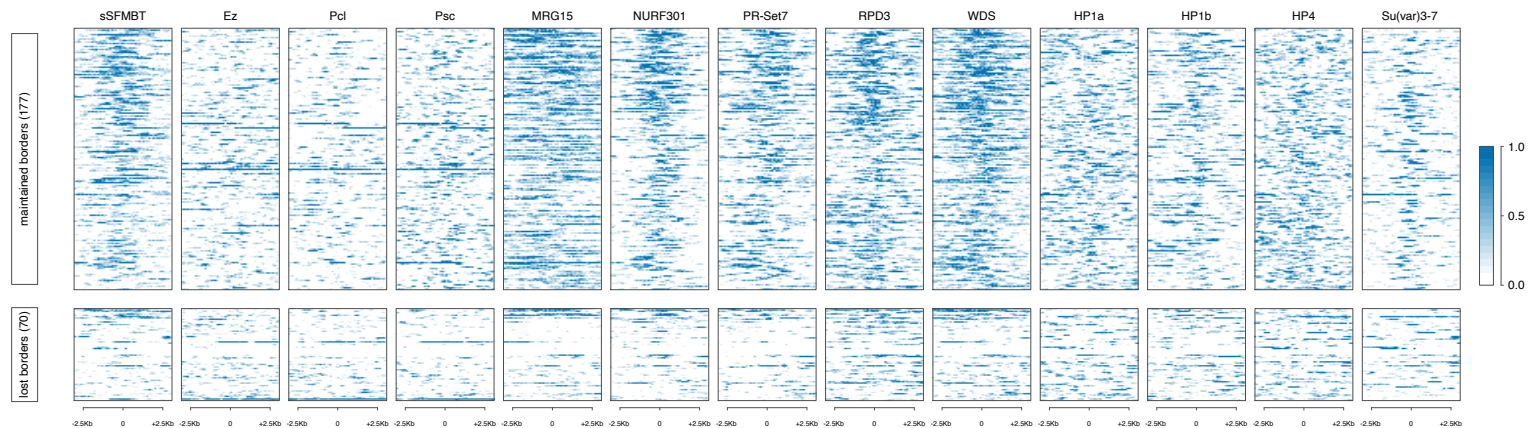 sSFMBT Ez Pcl Psc MRG15 NURF301 PR-Set7 RPD3 WDS HP1a HP1b HP4 Su(var)3-7
maintained borders (177)
1.0
0.5
0.0
lost borders (70)
-2.5Kb 0 +2.5Kb -2.5Kb 0 +2.5Kb -2.5Kb 0 +2.5Kb -2.5Kb 0 +2.5Kb -2.5Kb 0 +2.5Kb -2.5Kb 0 +2.5Kb -2.5Kb 0 +2.5Kb -2.5Kb 0 +2.5Kb -2.5Kb 0 +2.5Kb -2.5Kb 0 +2.5Kb -2.5Kb 0 +2.5Kb -2.5Kb 0 +2.5Kb -2.5Kb 0 +2.5Kb